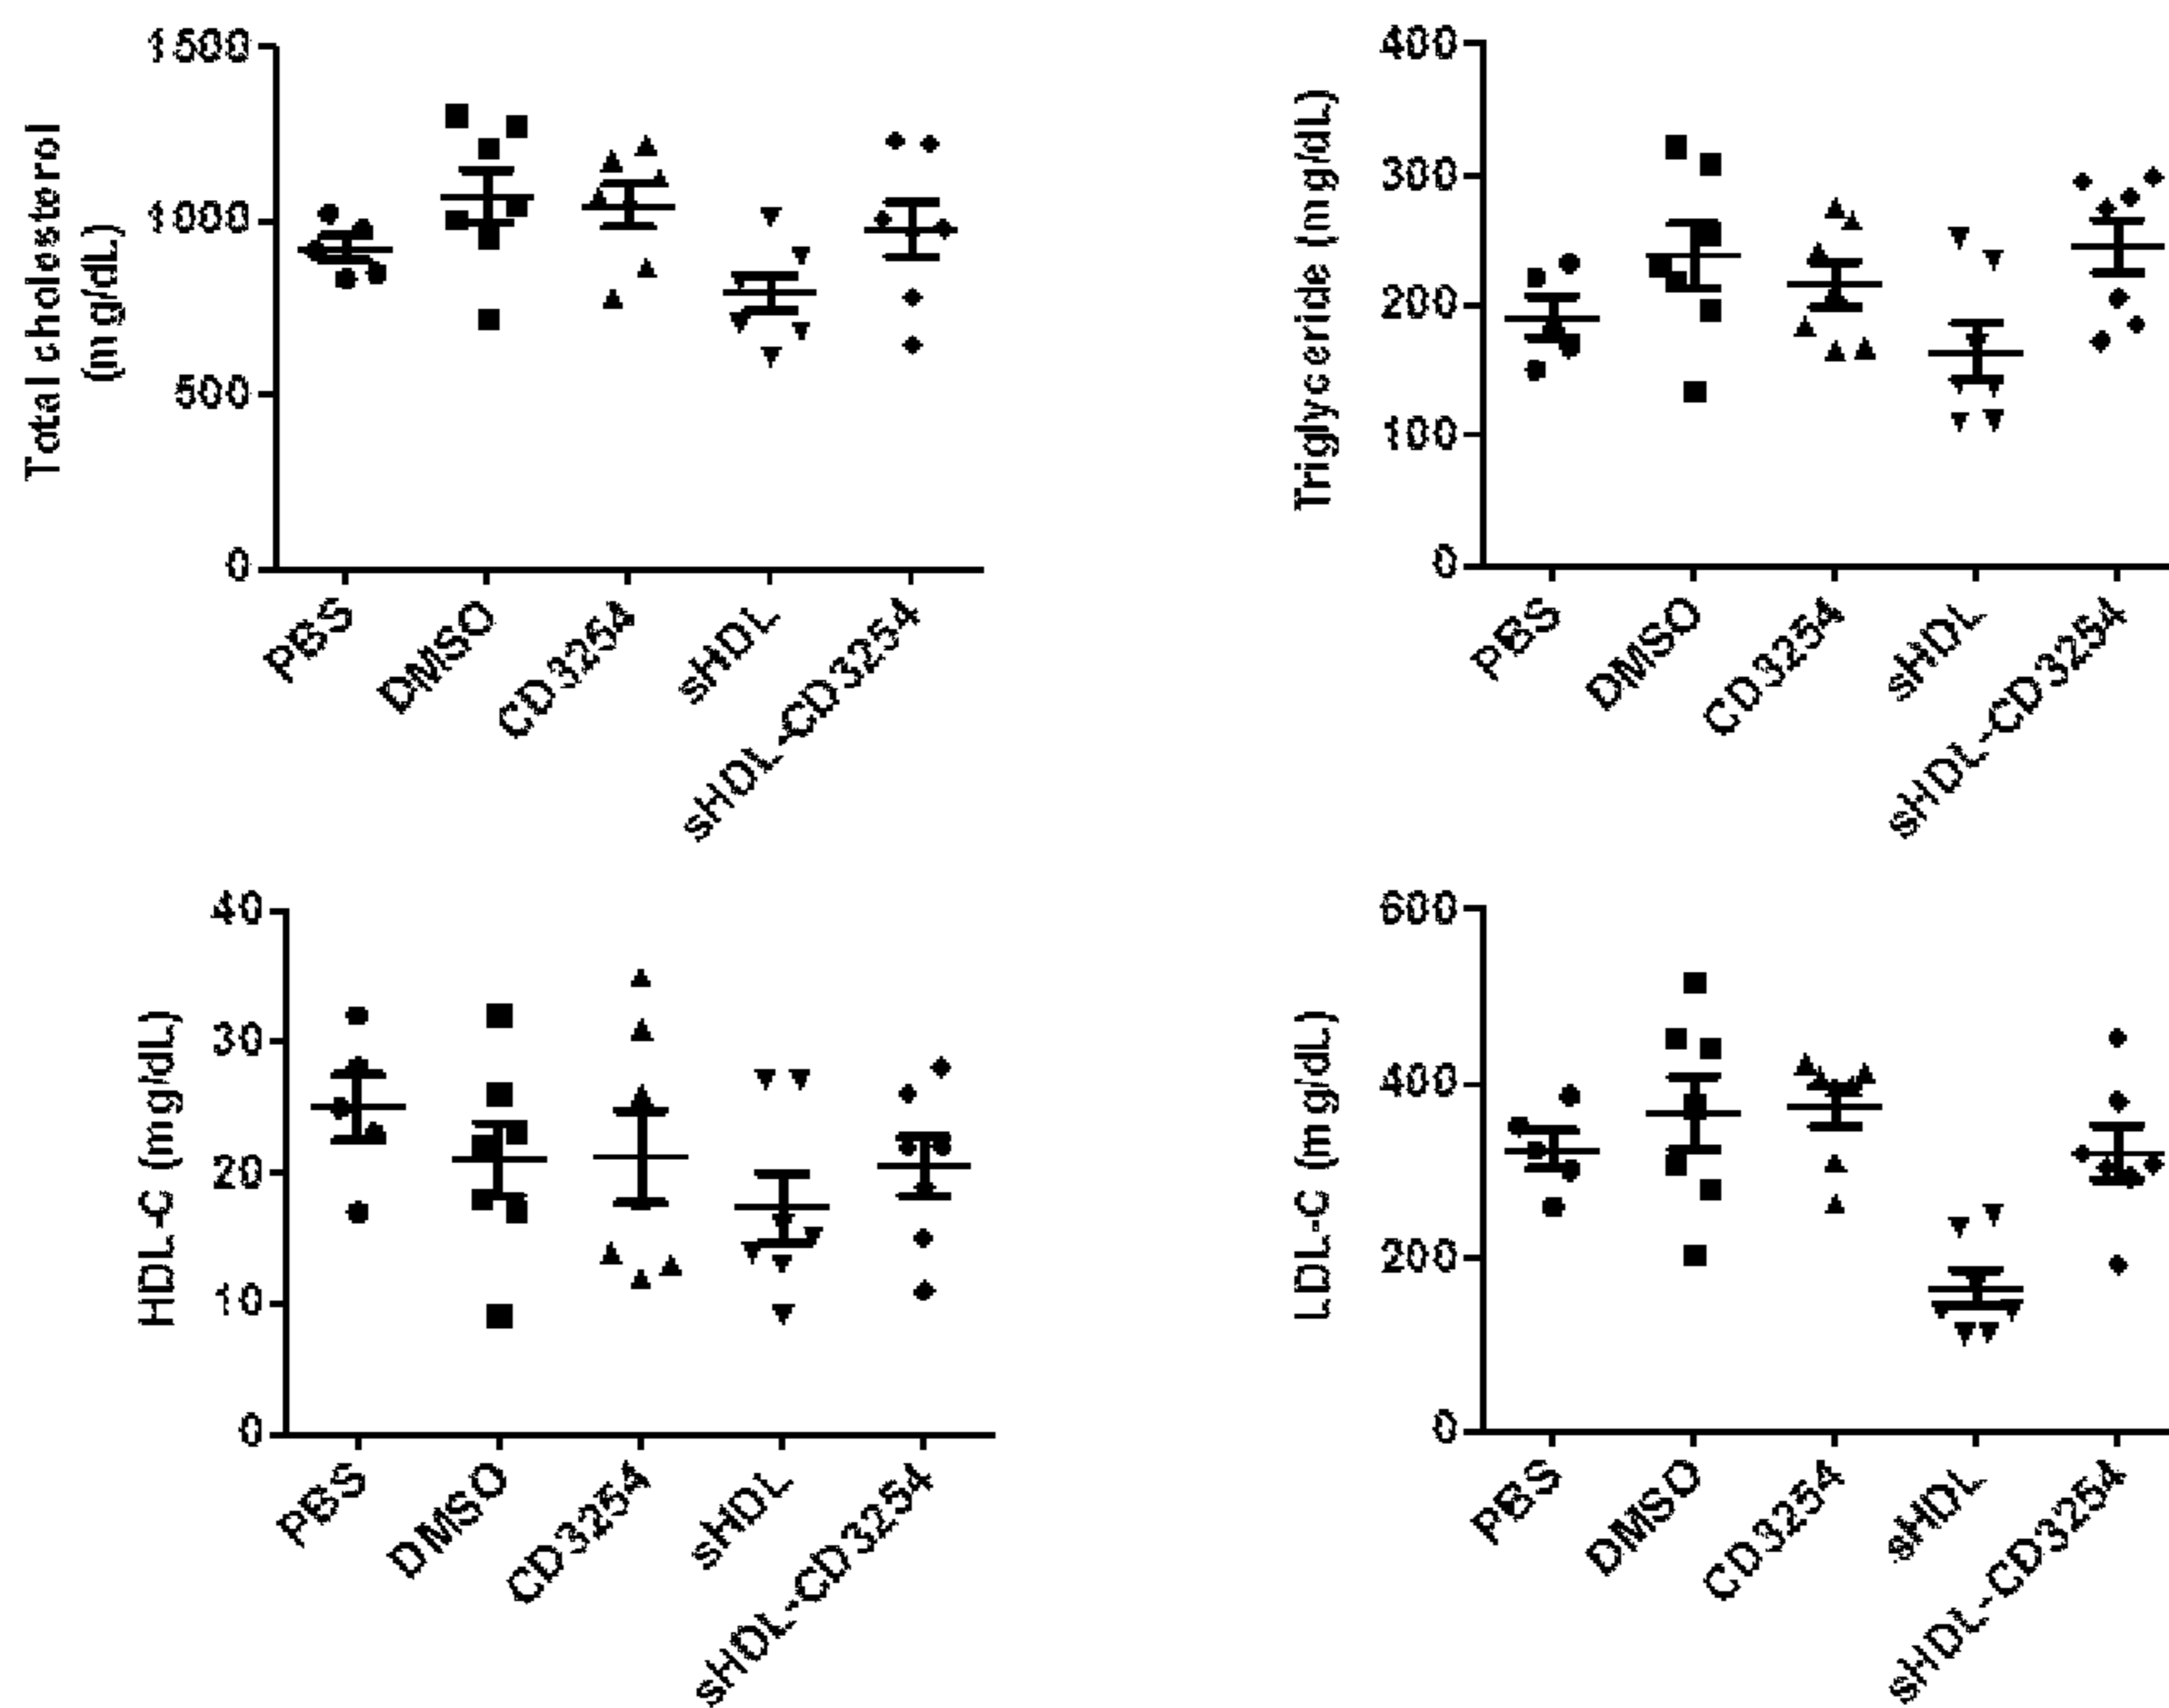 Total cholesterol
(mg/dL)
1500
1000
500
0
PBS
DMSO
CD3254
sHDL
sHDL-CD3254
Triglyceride (mg/dL)
400
300
200
100
0
PBS
DMSO
CD3254
sHDL
sHDL-CD3254
HDL-C (mg/dL)
40
30
20
10
0
PBS
DMSO
CD3254
sHDL
sHDL-CD3254
LDL-C (mg/dL)
600
400
200
0
PBS
DMSO
CD3254
sHDL
sHDL-CD3254